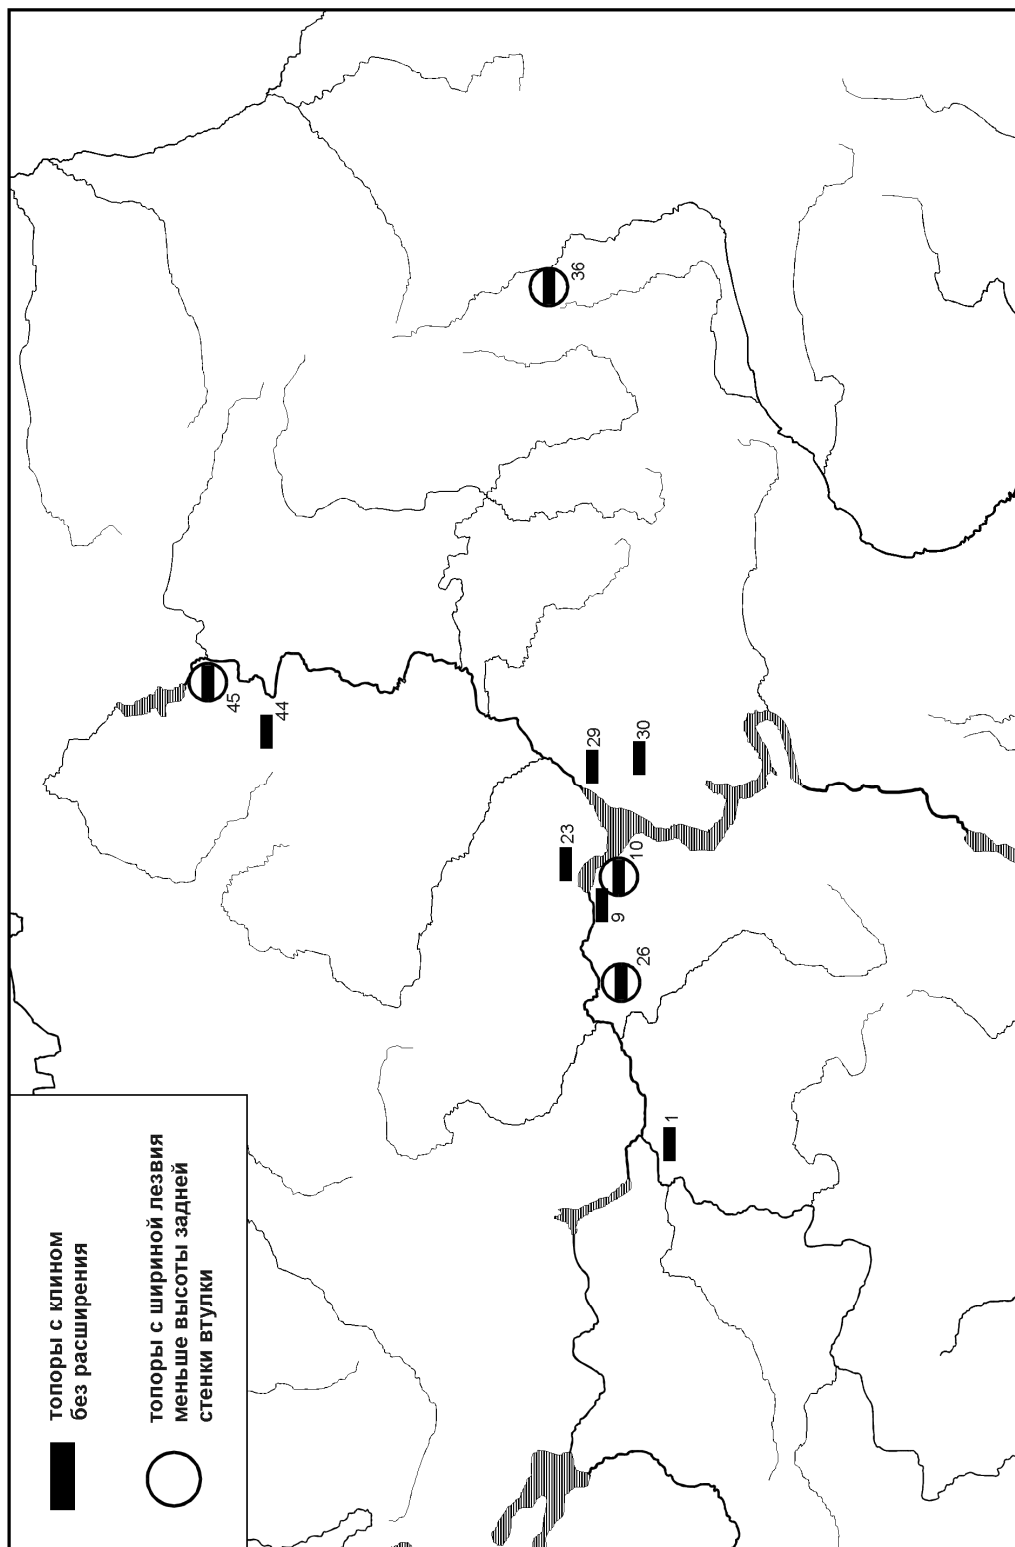 топоры с клином
без расширения
топоры с шириной лезвия
меньше высоты задней
стенки втулки
36
45
44
29
30
23
10
9
26
1